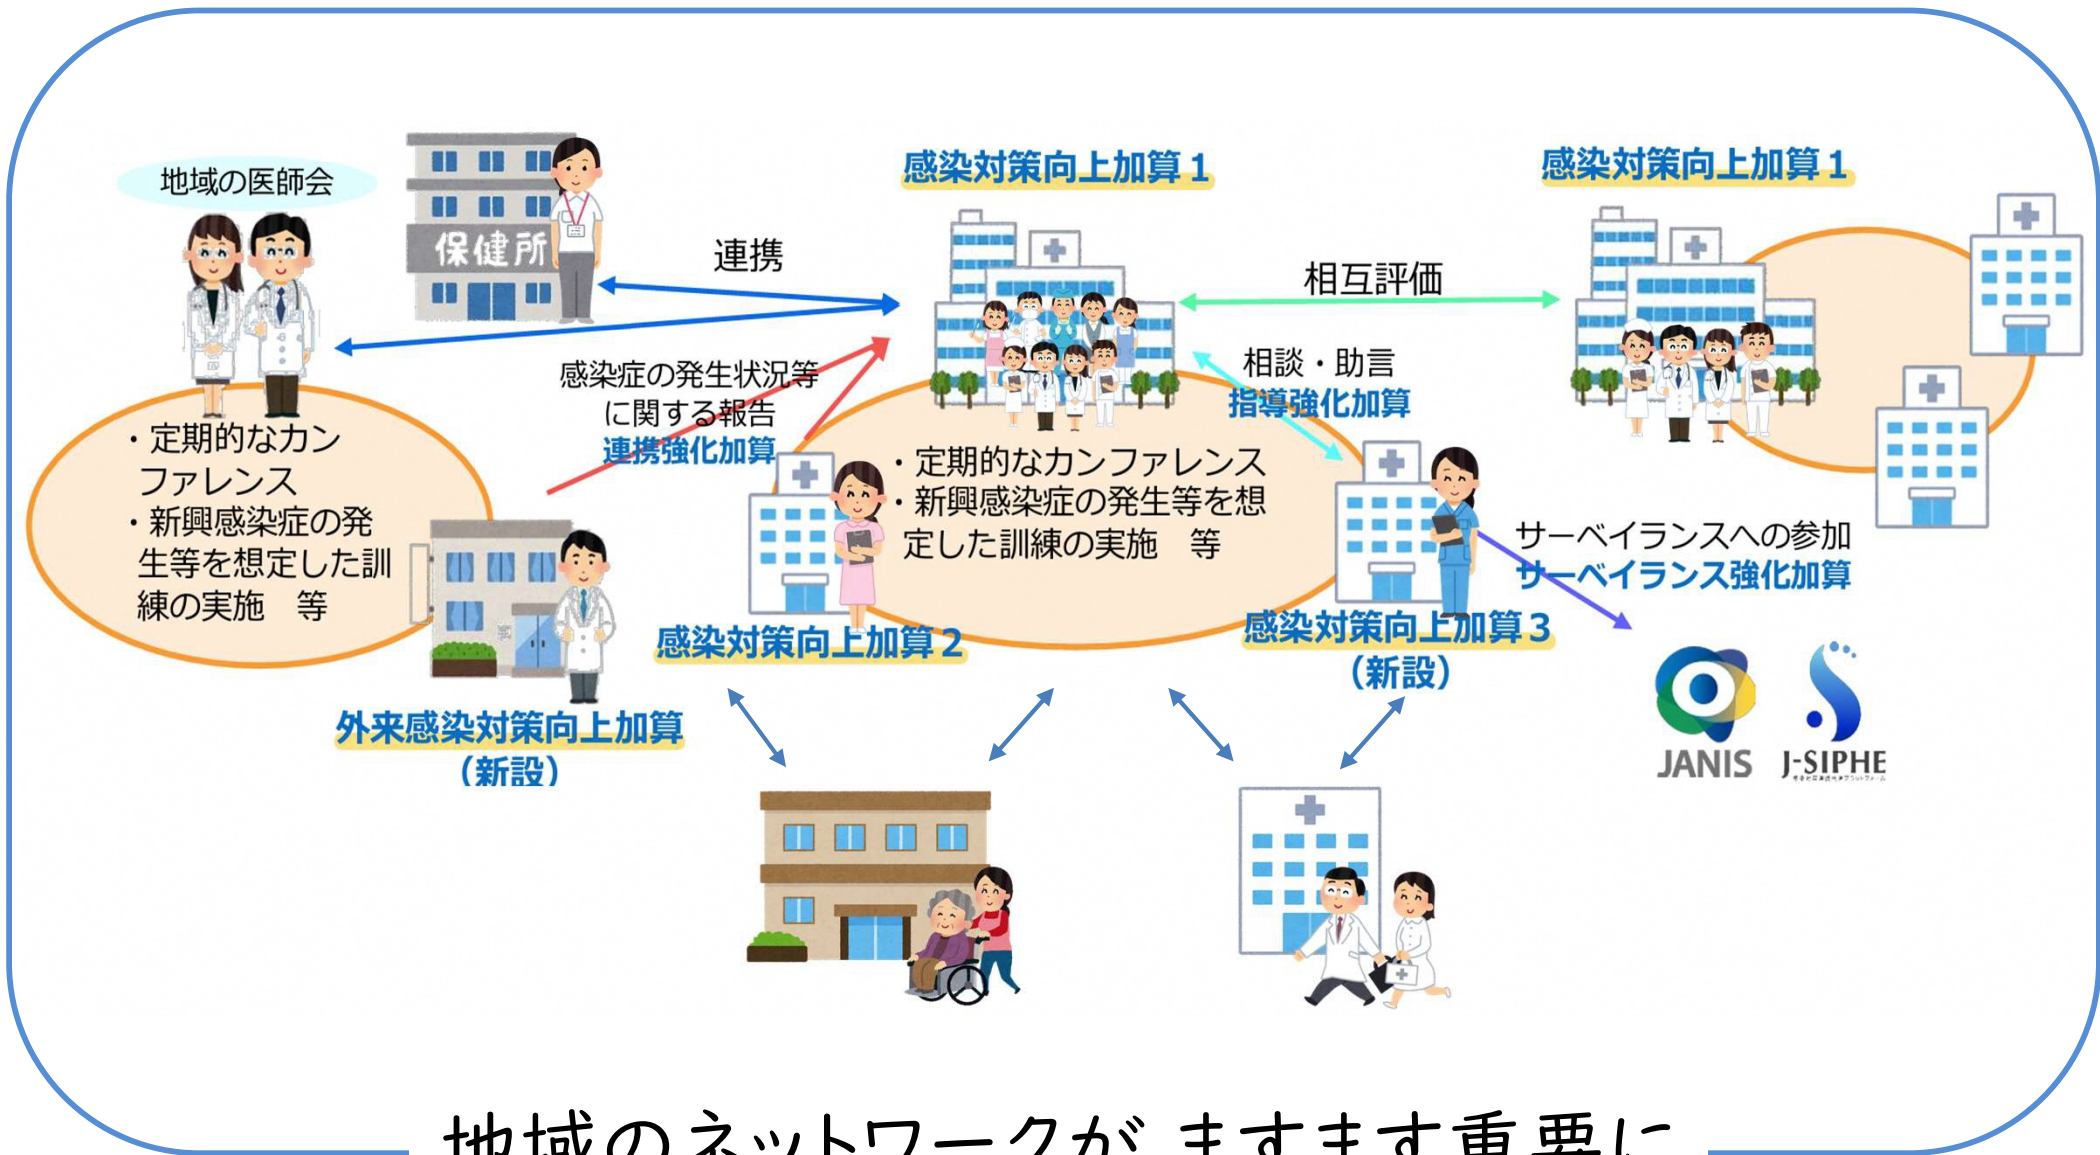 地域の医師会
保健所
連携
感染対策向上加算1
感染対策向上加算1
相互評価
感染症の発生状況等
に関する報告
連携強化加算
相談・助言
指導強化加算
・定期的なカン
ファレンス
・新興感染症の発
生等を想定した訓
練の実施　等
・定期的なカンファレンス
・新興感染症の発生等を想
定した訓練の実施　等
サーベイランスへの参加
サーベイランス強化加算
感染対策向上加算2
感染対策向上加算3
（新設）
外来感染対策向上加算
（新設）
JANIS
J-SIPHE
地域のネットワークが ますます重要に